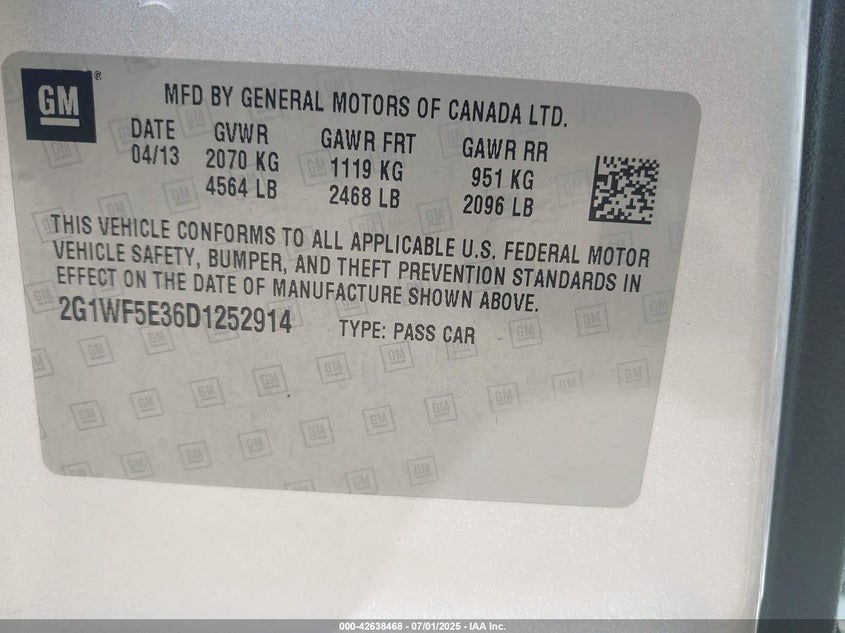 GM
MFD BY GENERAL MOTORS OF CANADA LTD.
DATE GVWR GAWR FRT GAWR RR
04/13 2070 KG 1119 KG 951 KG
4564 LB 2468 LB 2096 LB
THIS VEHICLE CONFORMS TO ALL APPLICABLE U.S. FEDERAL MOTOR
VEHICLE SAFETY, BUMPER, AND THEFT PREVENTION STANDARDS IN
EFFECT ON THE DATE OF MANUFACTURE SHOWN ABOVE.
2G1WF5E36D1252914 TYPE: PASS CAR
000-42638468 - 07/01/2025 - IAA Inc.